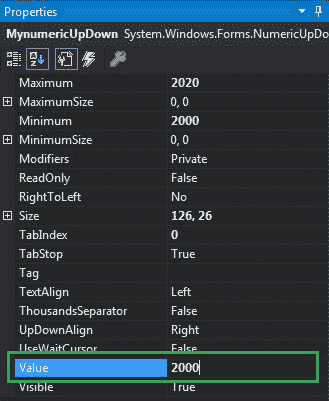 Properties
MynumericUpDown System.Windows.Forms.NumericUpDo
Maximum 2020
MaximumSize 0, 0
Minimum 2000
MinimumSize 0, 0
Modifiers Private
ReadOnly False
RightToLeft No
Size 126, 26
TabIndex 0
TabStop True
Tag
TextAlign Left
ThousandsSeparator False
UpDownAlign Right
UseWaitCursor False
Value 2000
Visible True